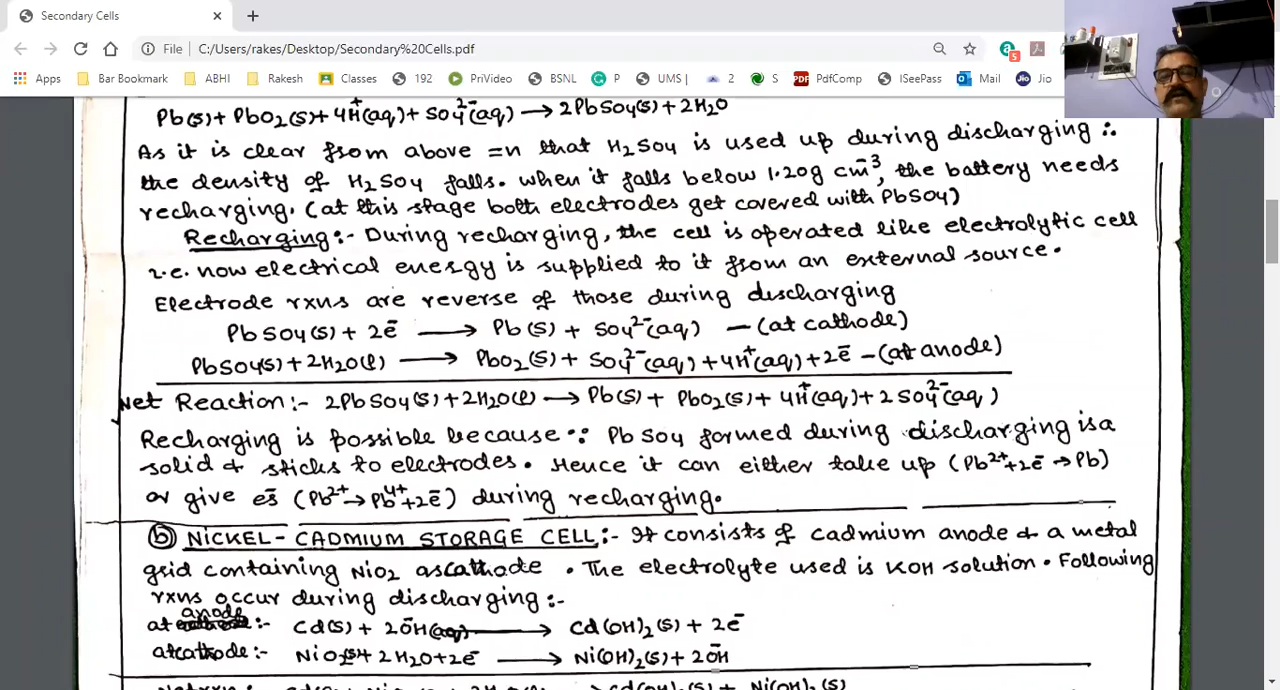 Secondary Cells
File | C:/Users/rakes/Desktop/Secondary%20Cells.pdf
Apps Bar Bookmark ABHI Rakesh Classes 192 PriVideo BSNL P UMS | 2 S PdfComp ISeePass Mail Jio
Pb(s) + PbO2(s) + 4H+(aq) + SO4²⁻(aq) → 2PbSO4(s) + 2H2O
As it is clear from above =n that H2SO4 is used up during discharging ∴
the density of H2SO4 falls. When it falls below 1.20g cm⁻³, the battery needs
recharging. (at this stage both electrodes get covered with PbSO4)
Recharging :- During recharging, the cell is operated like electrolytic cell
i.e. now electrical energy is supplied to it from an external source.
Electrode rxns are reverse of those during discharging
PbSO4(s) + 2e⁻ → Pb(s) + SO4²⁻(aq) — (at cathode)
PbSO4(s) + 2H2O(l) → PbO2(s) + SO4²⁻(aq) + 4H+(aq) + 2e⁻ — (at anode)
Net Reaction :- 2PbSO4(s) + 2H2O(l) → Pb(s) + PbO2(s) + 4H+(aq) + 2SO4²⁻(aq)
Recharging is possible because ∵ PbSO4 formed during discharging is a
solid & sticks to electrodes. Hence it can either take up (Pb²⁺+2e⁻ → Pb)
or give e⁻s (Pb²⁺ → Pb⁴⁺+2e⁻) during recharging.
(b) NICKEL - CADMIUM STORAGE CELL :- It consists of cadmium anode & a metal
grid containing NiO2 as cathode. The electrolyte used is KOH solution. Following
rxns occur during discharging :-
at anode :- Cd(s) + 2OH⁻(aq) → Cd(OH)2(s) + 2e⁻
at cathode :- NiO2(s) + 2H2O + 2e⁻ → Ni(OH)2(s) + 2OH⁻
→ Cd(OH)2(s) + Ni(OH)2(s)